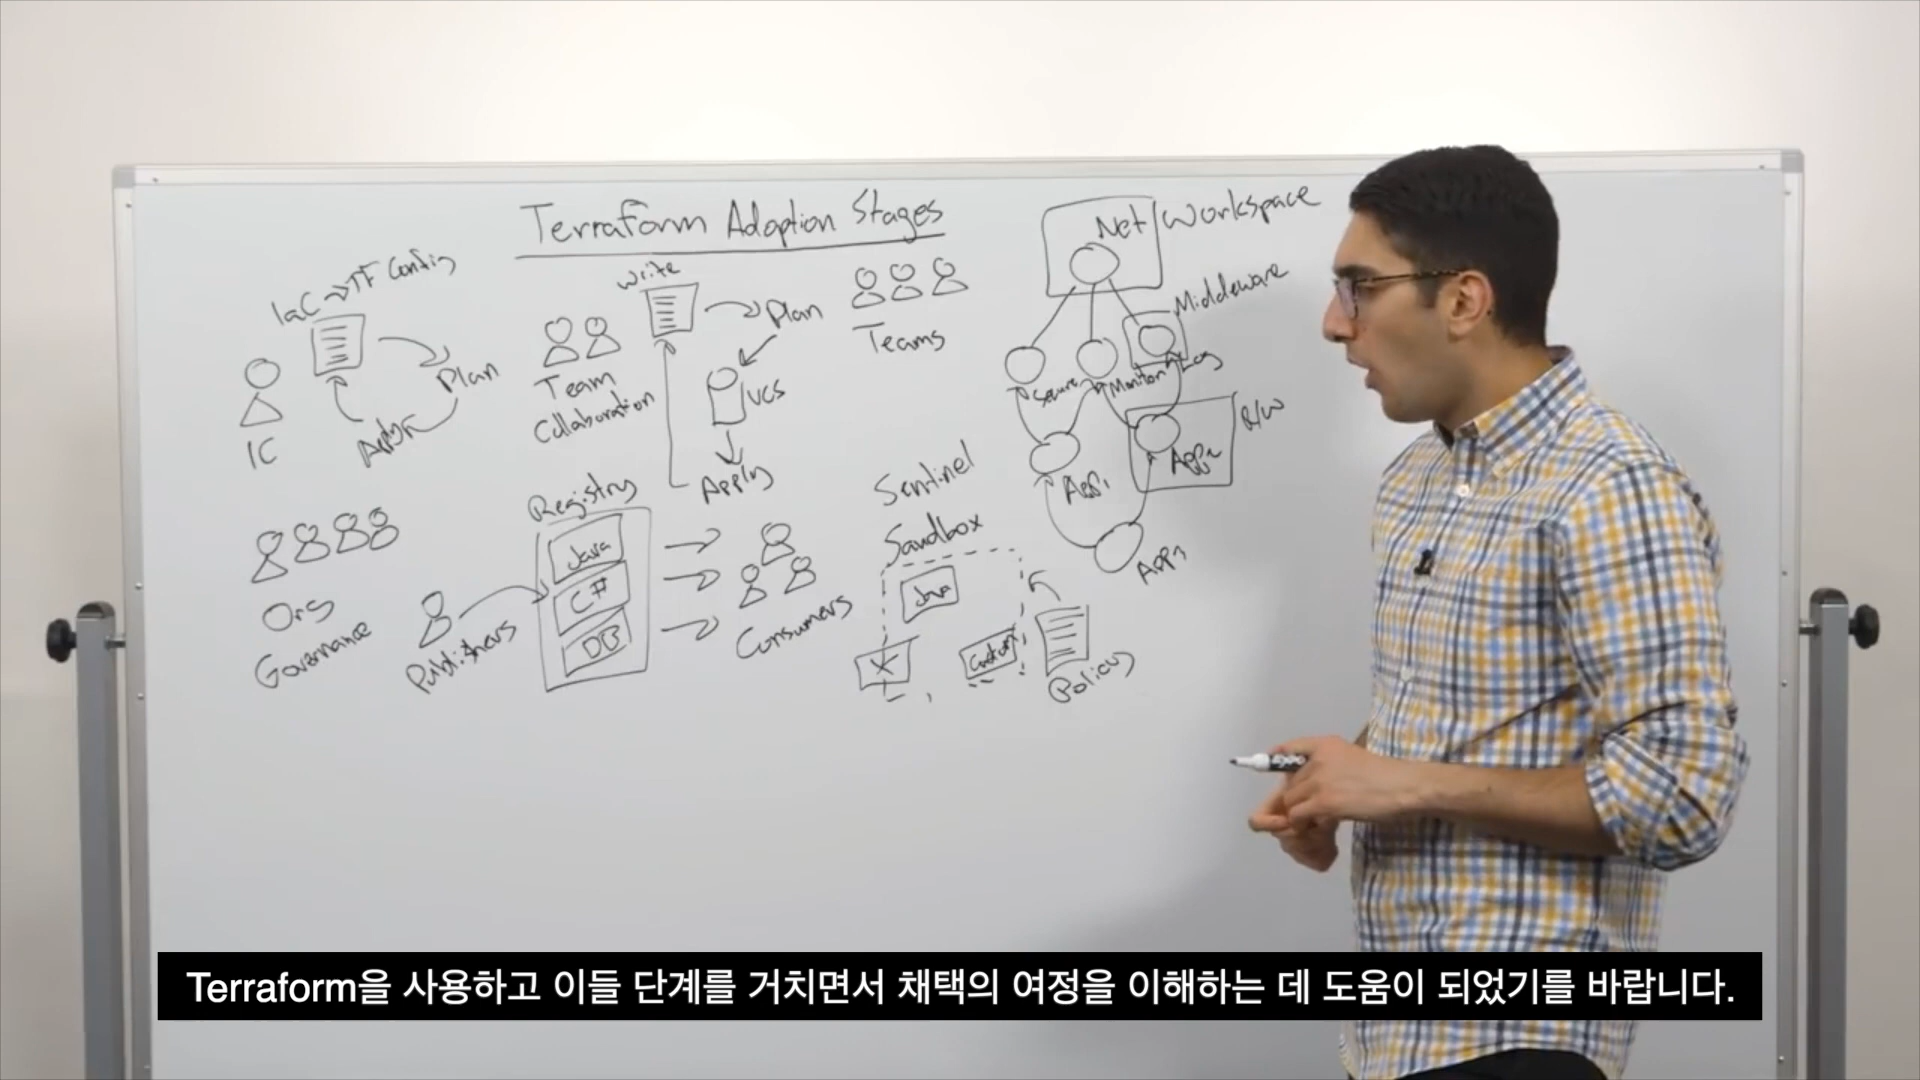 Terraform Adoption Stages
IaC → TF Config
Plan
Apply
IC
Team
Collaboration
write
Plan
VCS
Apply
Teams
Net
Workspace
Middleware
Secure
Monitor
Log
R/W
App1
App2
Org
Governance
Publishers
Registry
Java
C#
DB
Consumers
Sentinel
Sandbox
Java
X
Custom
Policy
Terraform을 사용하고 이들 단계를 거치면서 채택의 여정을 이해하는 데 도움이 되었기를 바랍니다.